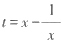 t = x − 1/x